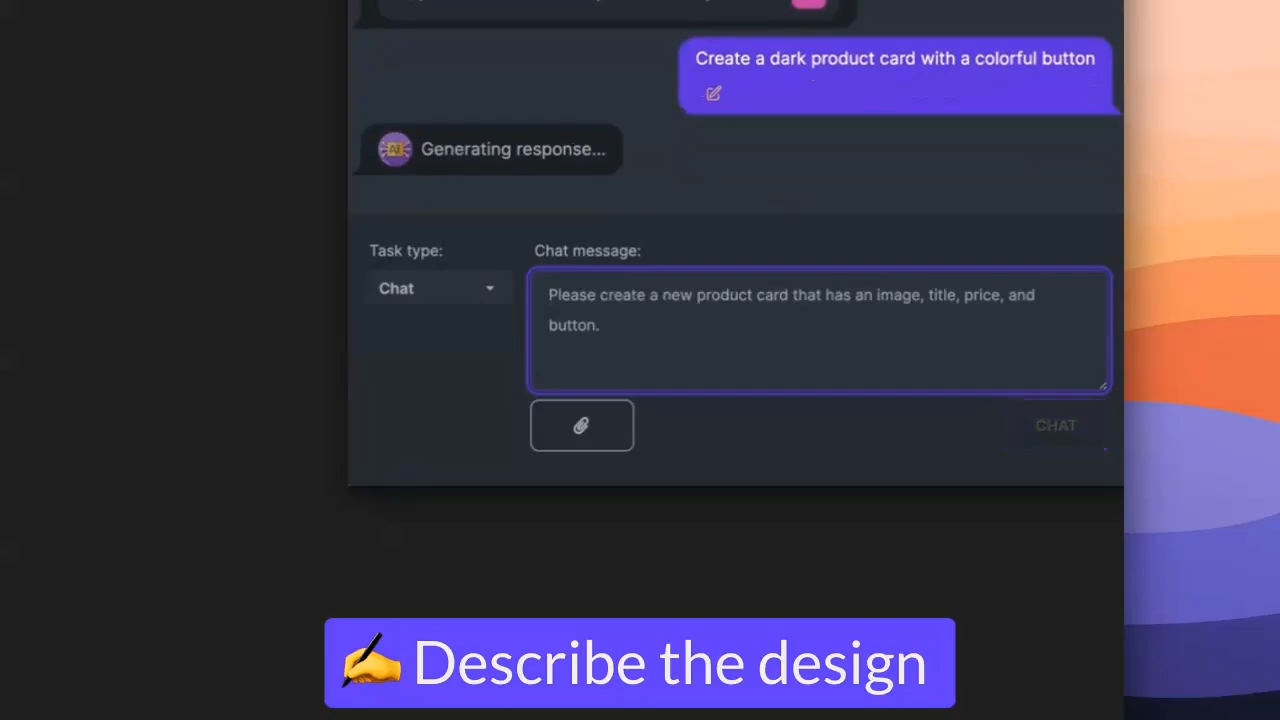 Create a dark product card with a colorful button
AI
Generating response...
Task type:
Chat message:
Chat
Please create a new product card that has an image, title, price, and
button.
CHAT
✍ Describe the design